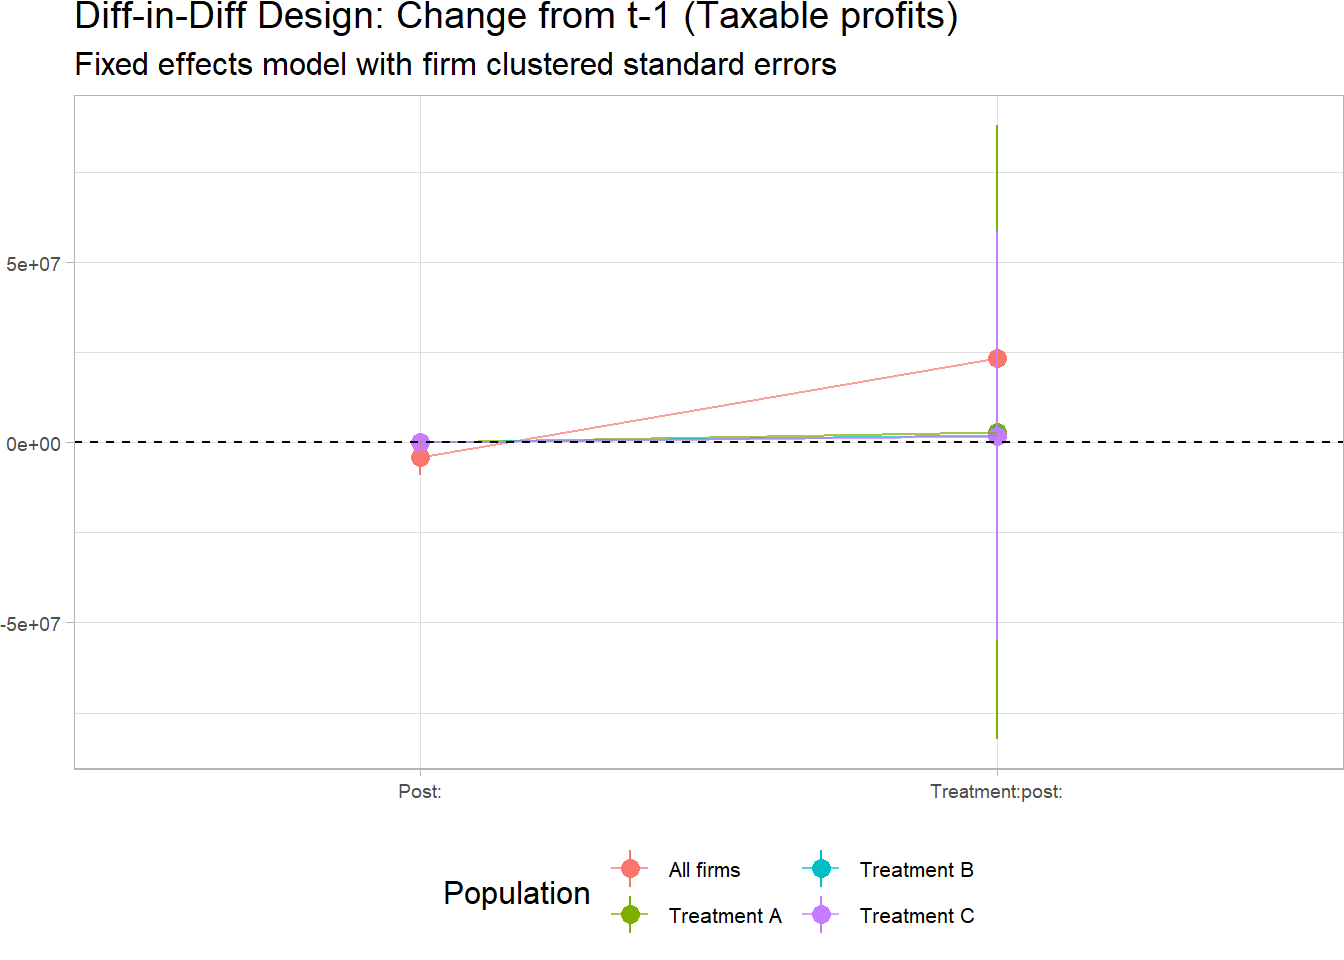 Diff-in-Diff Design: Change from t-1 (Taxable profits)
Fixed effects model with firm clustered standard errors
5e+07
0e+00
-5e+07
Post:
Treatment:post:
Population
All firms
Treatment A
Treatment B
Treatment C